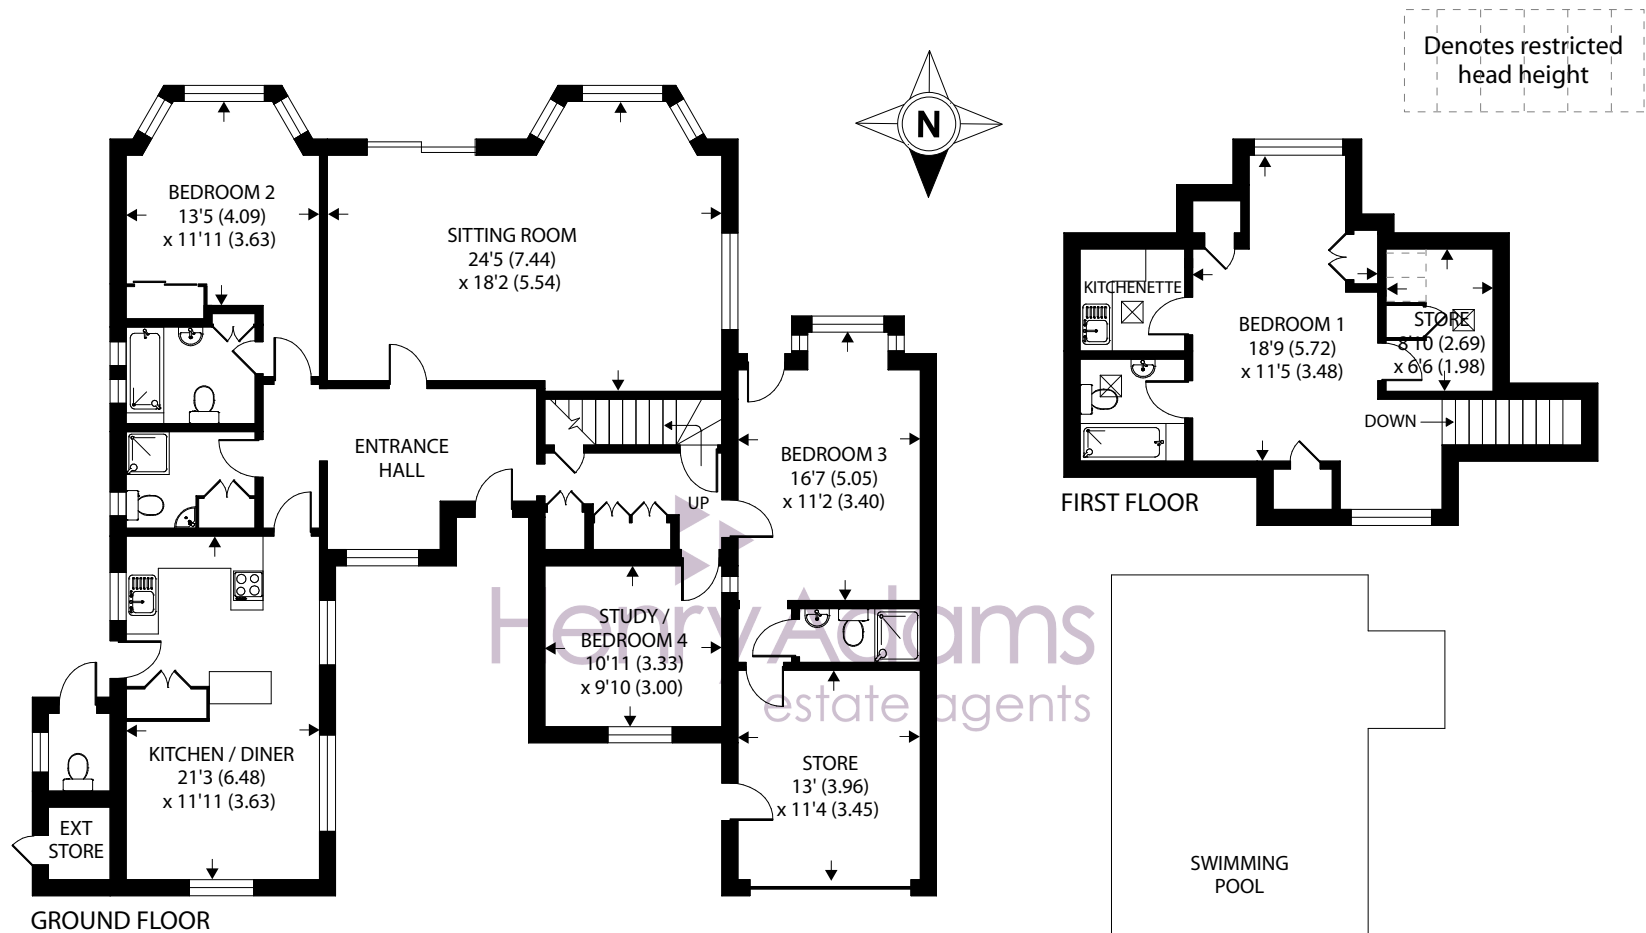 Denotes restricted
head height
N
BEDROOM 2
13'5 (4.09)
x 11'11 (3.63)
SITTING ROOM
24'5 (7.44)
x 18'2 (5.54)
KITCHENETTE
BEDROOM 1
18'9 (5.72)
x 11'5 (3.48)
STORE
8'10 (2.69)
x 6'6 (1.98)
DOWN
FIRST FLOOR
ENTRANCE
HALL
UP
BEDROOM 3
16'7 (5.05)
x 11'2 (3.40)
Henry Adams
estate agents
STUDY /
BEDROOM 4
10'11 (3.33)
x 9'10 (3.00)
KITCHEN / DINER
21'3 (6.48)
x 11'11 (3.63)
STORE
13' (3.96)
x 11'4 (3.45)
EXT
STORE
SWIMMING
POOL
GROUND FLOOR